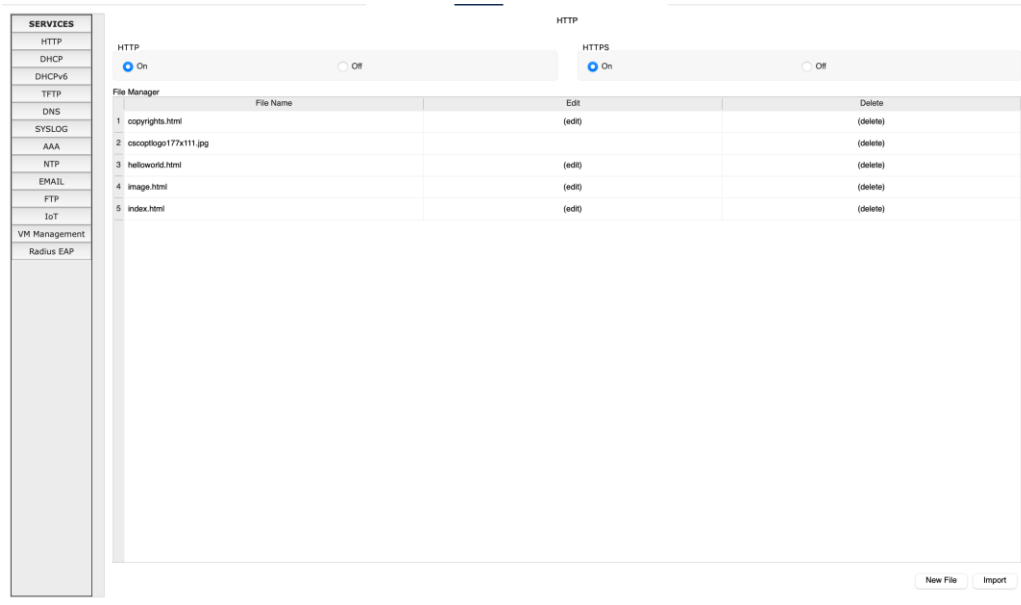 HTTP
SERVICES
HTTP
DHCP
DHCPv6
TFTP
DNS
SYSLOG
AAA
NTP
EMAIL
FTP
IoT
VM Management
Radius EAP
HTTP
On Off
HTTPS
On Off
File Manager
File Name Edit Delete
1 copyrights.html (edit) (delete)
2 cscoptlogo177x111.jpg (delete)
3 helloworld.html (edit) (delete)
4 image.html (edit) (delete)
5 index.html (edit) (delete)
New File Import